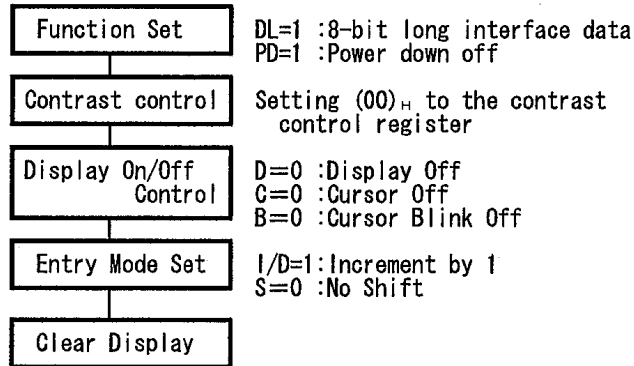 Function Set
DL=1 :8-bit long interface data
PD=1 :Power down off
Contrast control
Setting (00)H to the contrast
control register
Display On/Off
Control
D=0 :Display Off
C=0 :Cursor Off
B=0 :Cursor Blink Off
Entry Mode Set
I/D=1:Increment by 1
S=0 :No Shift
Clear Display